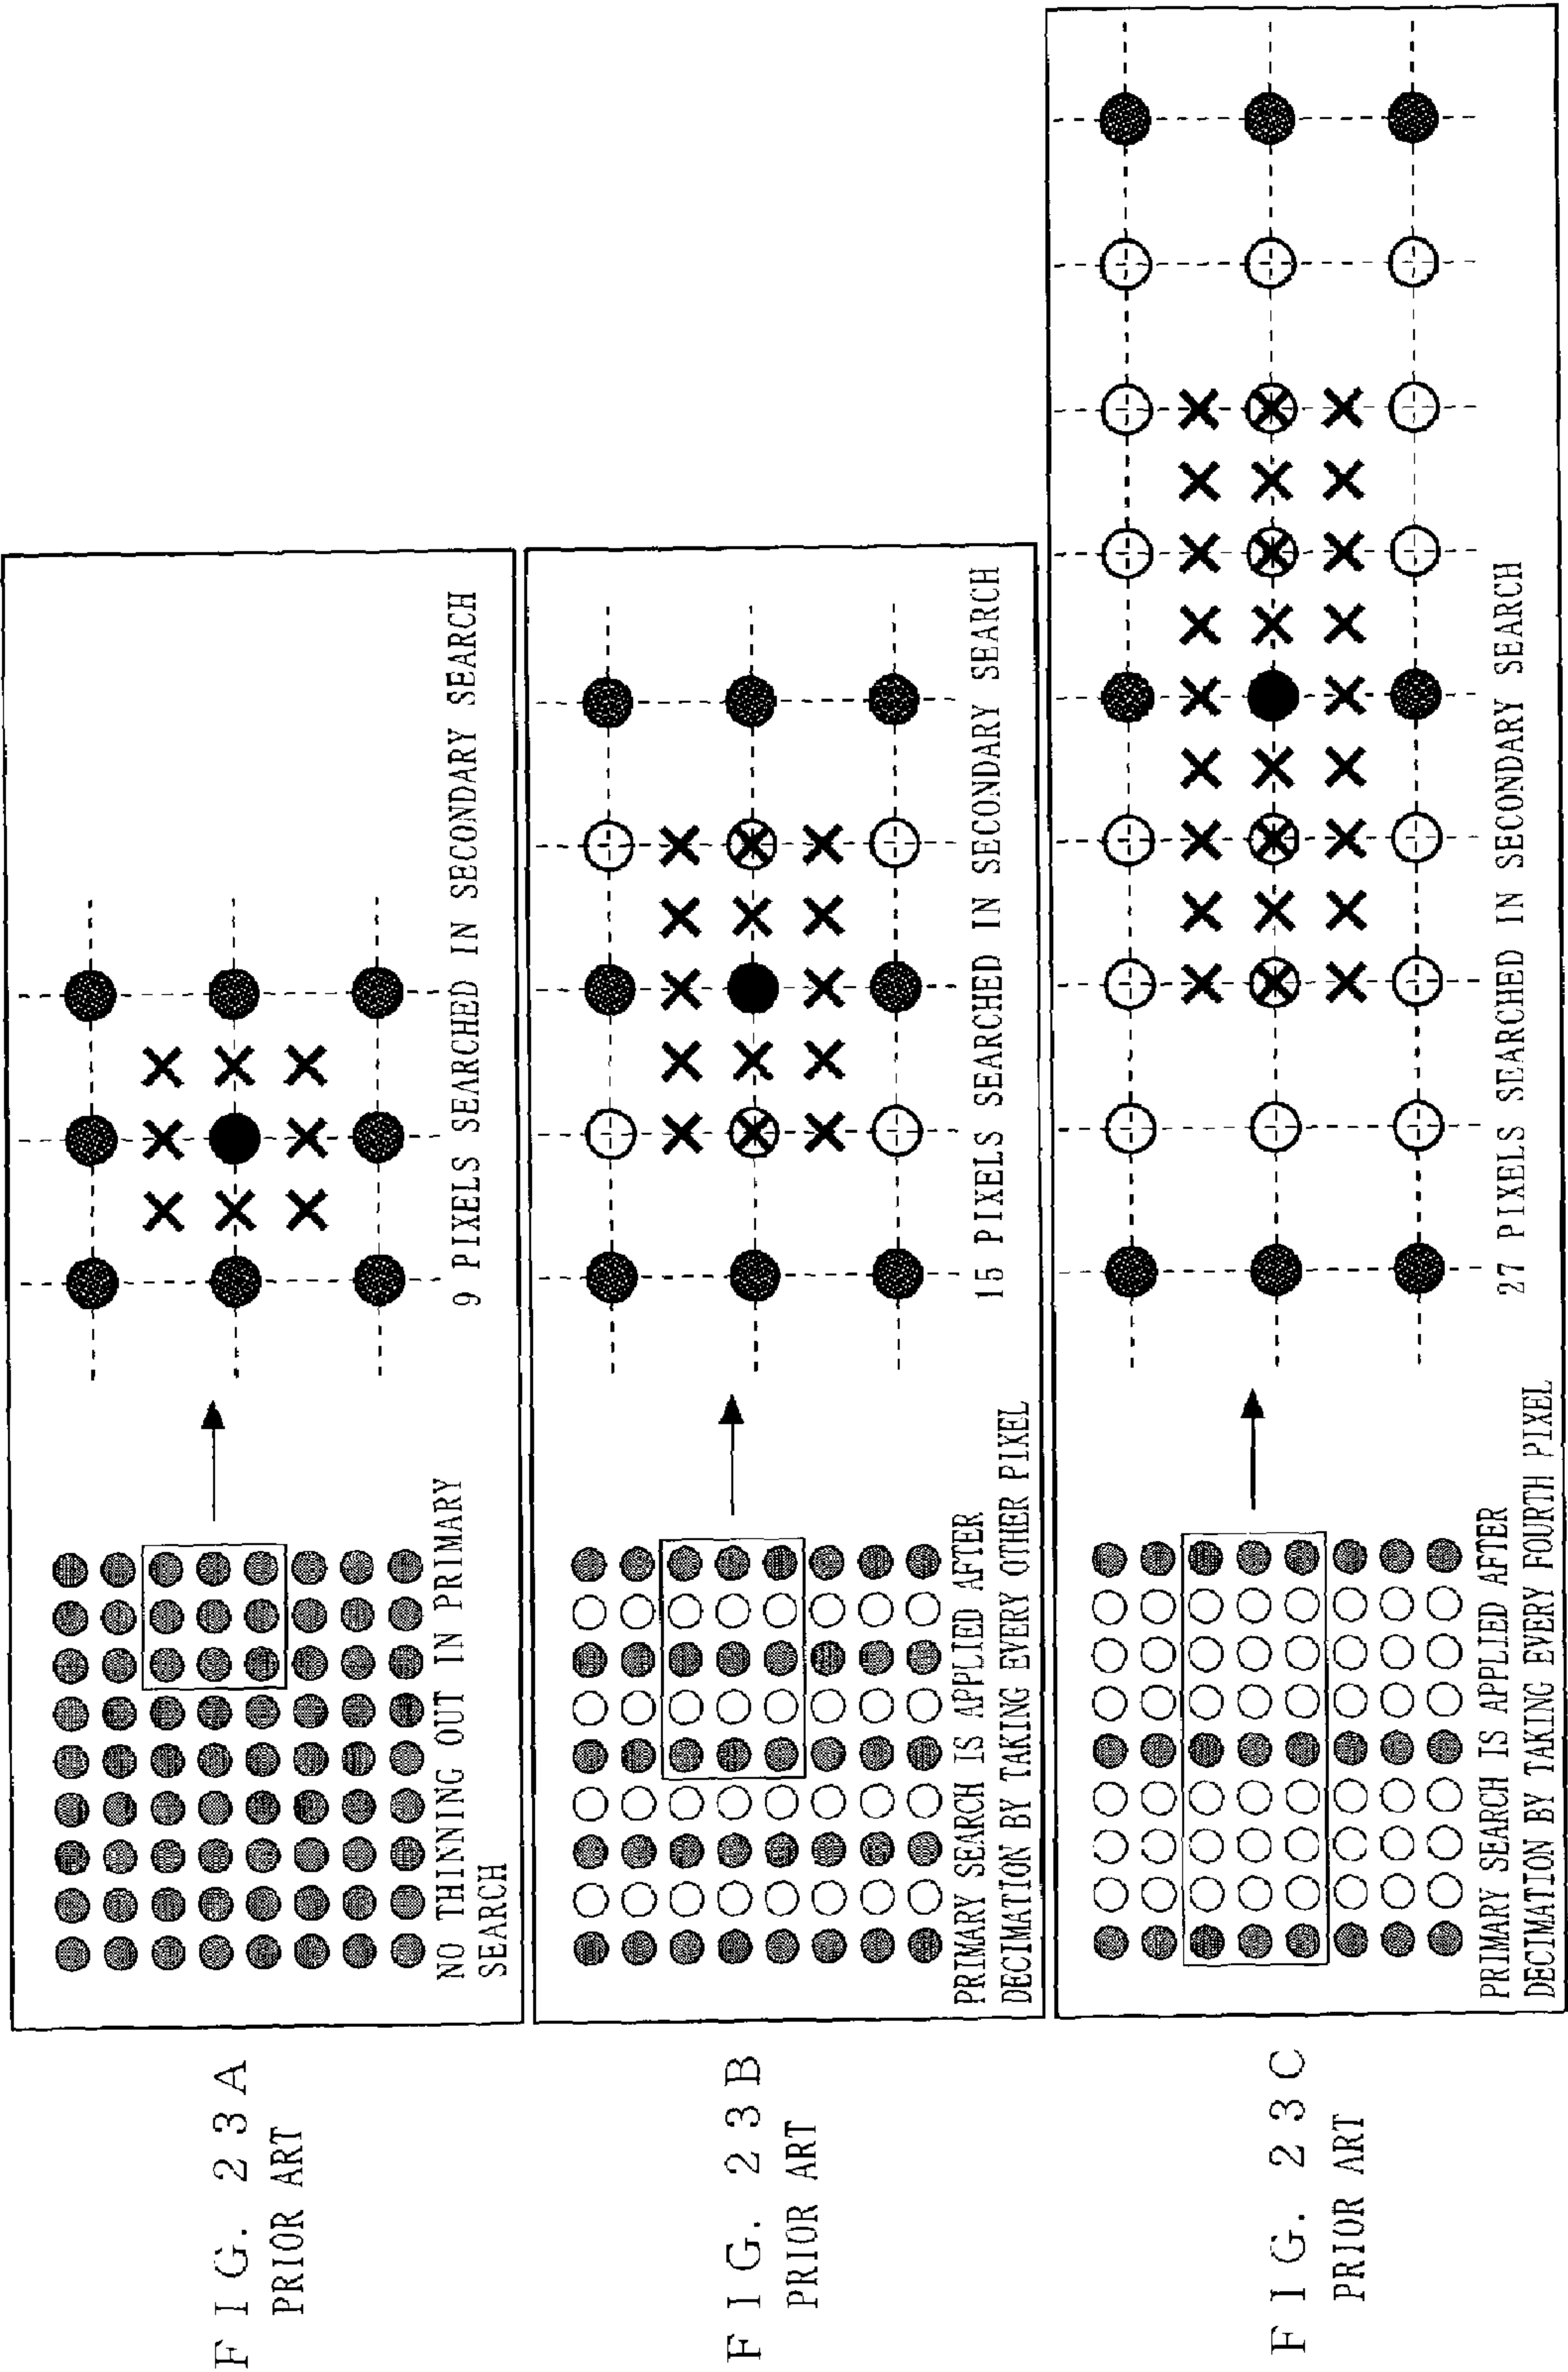 FIG. 23A
PRIOR ART
NO THINNING OUT IN PRIMARY
SEARCH
9 PIXELS SEARCHED IN SECONDARY SEARCH
FIG. 23B
PRIOR ART
PRIMARY SEARCH IS APPLIED AFTER
DECIMATION BY TAKING EVERY OTHER PIXEL
15 PIXELS SEARCHED IN SECONDARY SEARCH
FIG. 23C
PRIOR ART
PRIMARY SEARCH IS APPLIED AFTER
DECIMATION BY TAKING EVERY FOURTH PIXEL
27 PIXELS SEARCHED IN SECONDARY SEARCH